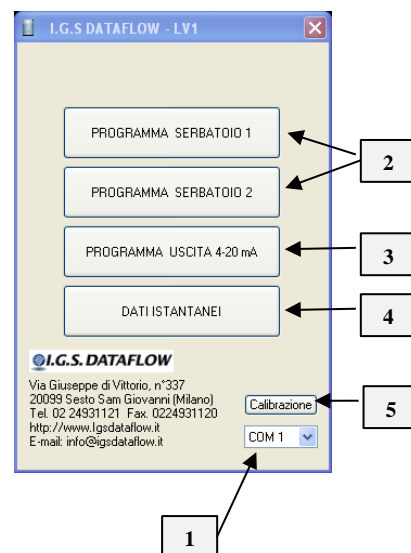 I.G.S DATAFLOW - LV1
PROGRAMMA SERBATOIO 1
2
PROGRAMMA SERBATOIO 2
PROGRAMMA USCITA 4-20 mA
3
DATI ISTANTANEI
4
I.G.S. DATAFLOW
Via Giuseppe di Vittorio, n°337
20099 Sesto Sam Giovanni (Milano)
Tel. 02 24931121 Fax. 0224931120
http://www.Igsdataflow.it
E-mail: info@igsdataflow.it
Calibrazione
5
COM 1
1